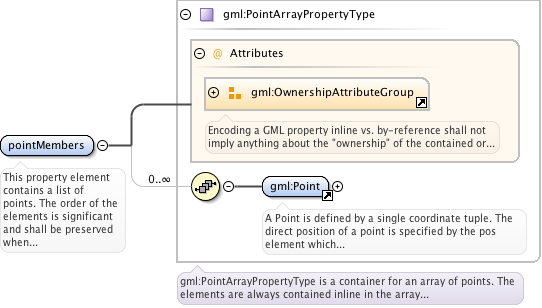 gml:PointArrayPropertyType
@ Attributes
gml:OwnershipAttributeGroup
Encoding a GML property inline vs. by-reference shall not
imply anything about the "ownership" of the contained or...
pointMembers
This property element
contains a list of
points. The order of the
elements is significant
and shall be preserved
when...
0..∞
gml:Point
A Point is defined by a single coordinate tuple. The
direct position of a point is specified by the pos
element which...
gml:PointArrayPropertyType is a container for an array of points. The
elements are always contained inline in the array...